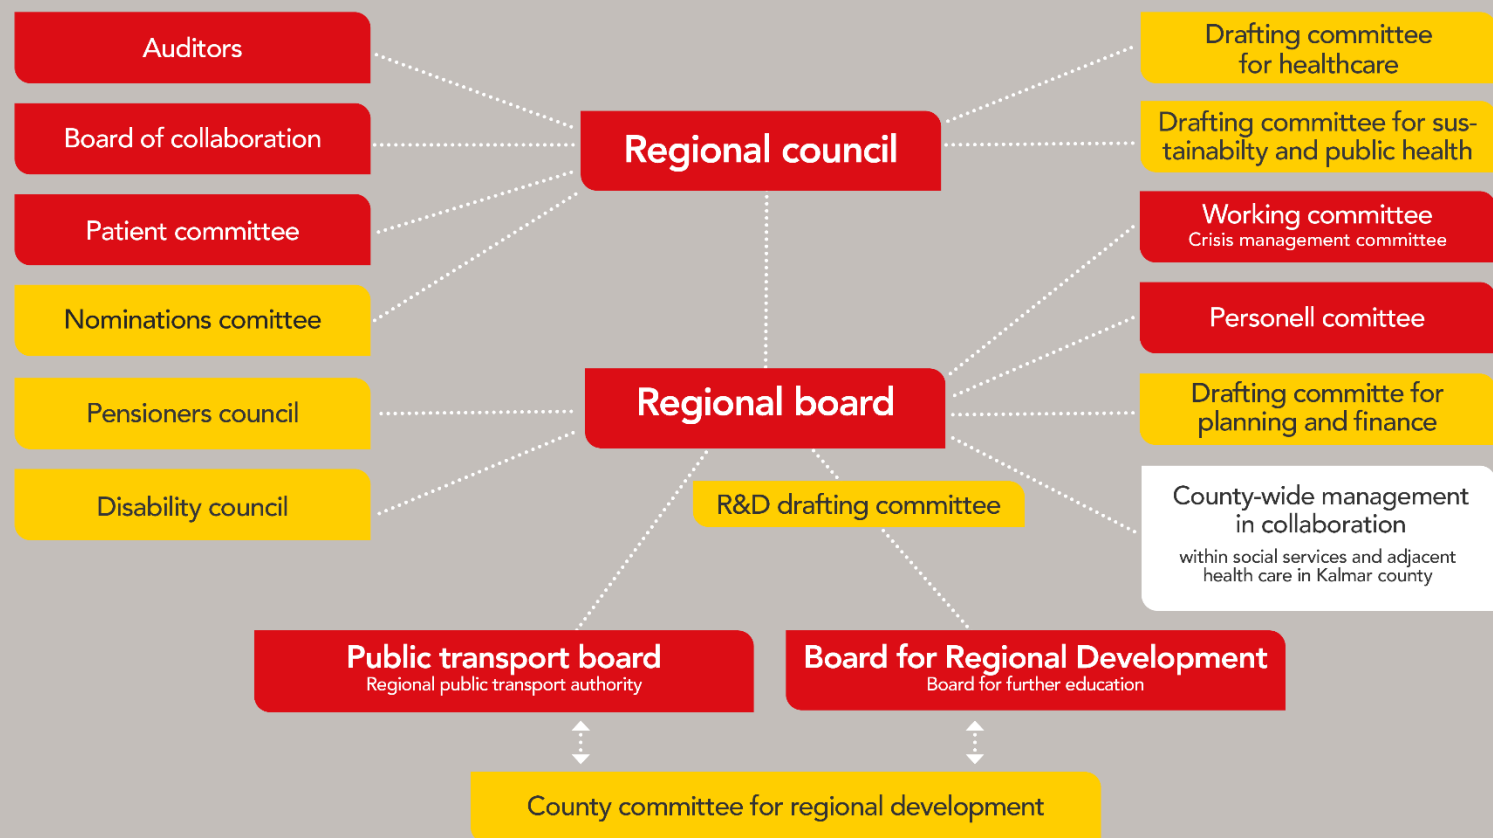 Auditors
Board of collaboration
Patient committee
Nominations comittee
Pensioners council
Disability council
Regional council
Regional board
R&D drafting committee
Drafting committee
for healthcare
Drafting committee for sus-
tainabilty and public health
Working committee
Crisis management committee
Personell comittee
Drafting committe for
planning and finance
County-wide management
in collaboration
within social services and adjacent
health care in Kalmar county
Public transport board
Regional public transport authority
Board for Regional Development
Board for further education
County committee for regional development